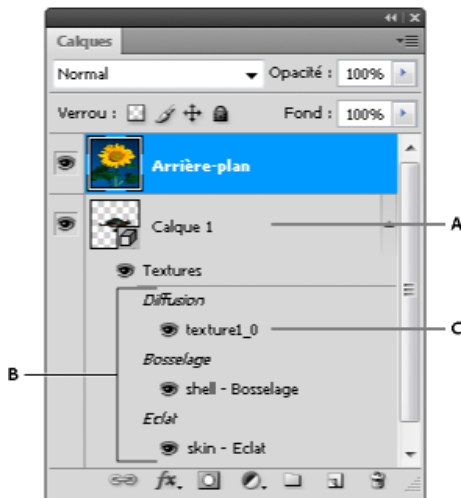 Calques
Normal Opacité : 100%
Verrou : Fond : 100%
Arrière-plan
Calque 1 A
Textures
Diffusion
texture1_0 C
Bosselage
B
shell - Bosselage
Eclat
skin - Eclat
fx.